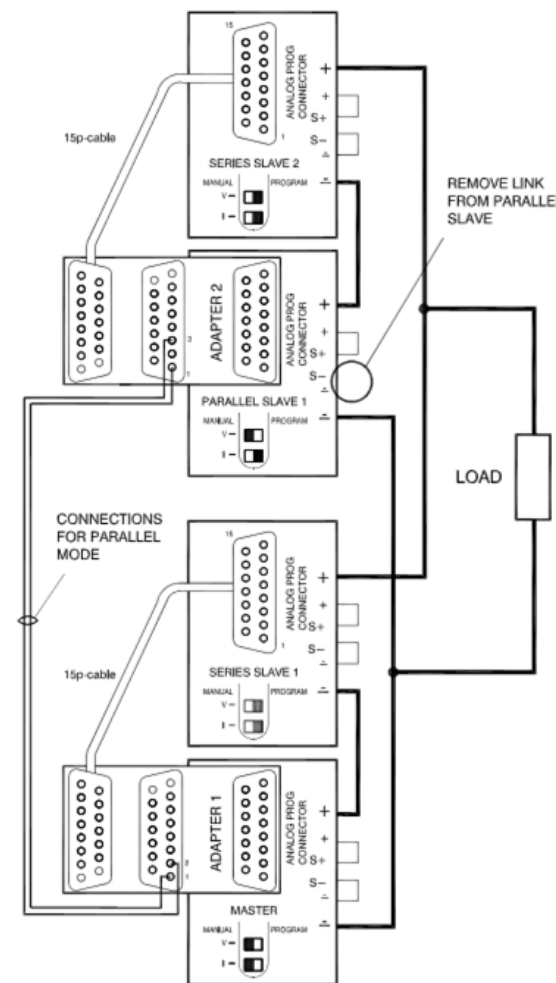 15
ANALOG PROG
CONNECTOR
+
+
S+
S−
1
SERIES SLAVE 2
MANUAL PROGRAM
V −
I −
15p-cable
REMOVE LINK
FROM PARALLE
SLAVE
ADAPTER 2
3
1
ANALOG PROG
CONNECTOR
+
+
S+
S−
PARALLEL SLAVE 1
MANUAL PROGRAM
V −
I −
LOAD
CONNECTIONS
FOR PARALLEL
MODE
15
ANALOG PROG
CONNECTOR
+
+
S+
S−
1
SERIES SLAVE 1
MANUAL PROGRAM
V −
I −
15p-cable
ADAPTER 1
2
1
ANALOG PROG
CONNECTOR
+
+
S+
S−
MASTER
MANUAL PROGRAM
V −
I −